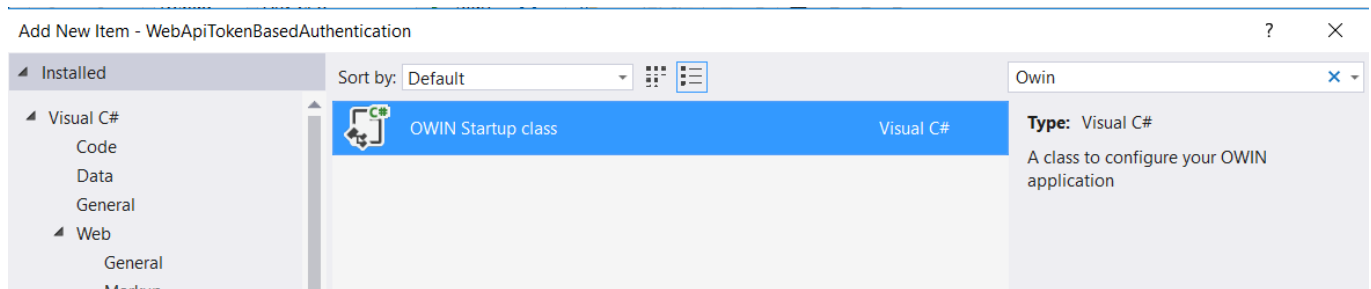 Add New Item - WebApiTokenBasedAuthentication
?
Installed
Sort by: Default
Owin
Visual C#
Code
Data
General
Web
General
C#
OWIN Startup class
Visual C#
Type: Visual C#
A class to configure your OWIN
application